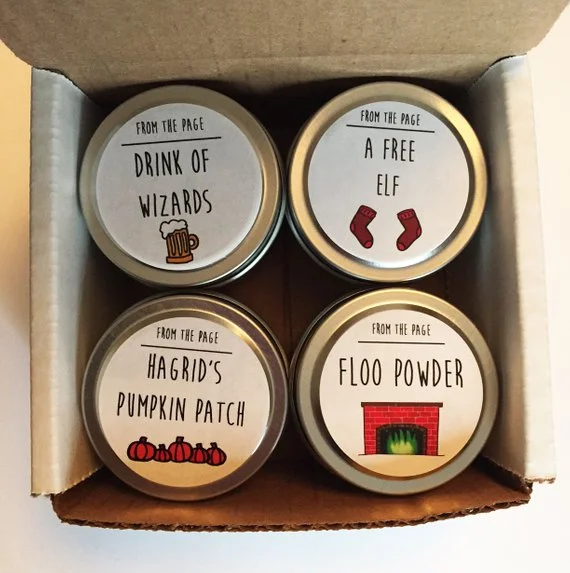 FROM THE PAGE
DRINK OF
WIZARDS
FROM THE PAGE
A FREE
ELF
FROM THE PAGE
HAGRID'S
PUMPKIN PATCH
FROM THE PAGE
FLOO POWDER